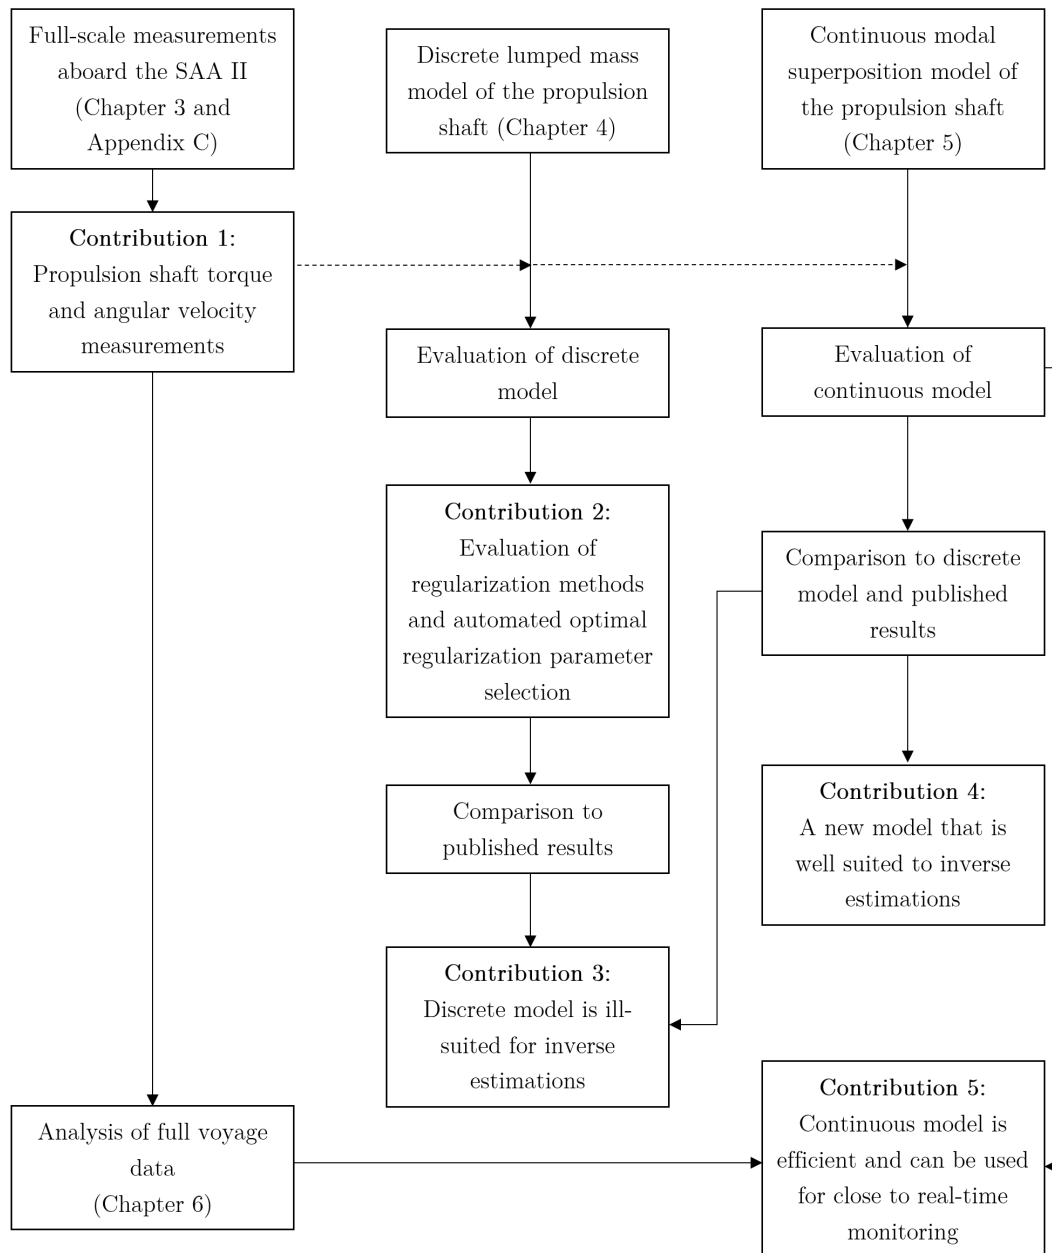 Full-scale measurements
aboard the SAA II
(Chapter 3 and
Appendix C)
Discrete lumped mass
model of the propulsion
shaft (Chapter 4)
Continuous modal
superposition model of
the propulsion shaft
(Chapter 5)
Contribution 1:
Propulsion shaft torque
and angular velocity
measurements
Evaluation of discrete
model
Evaluation of
continuous model
Contribution 2:
Evaluation of
regularization methods
and automated optimal
regularization parameter
selection
Comparison to discrete
model and published
results
Comparison to
published results
Contribution 4:
A new model that is
well suited to inverse
estimations
Contribution 3:
Discrete model is ill-
suited for inverse
estimations
Analysis of full voyage
data
(Chapter 6)
Contribution 5:
Continuous model is
efficient and can be used
for close to real-time
monitoring